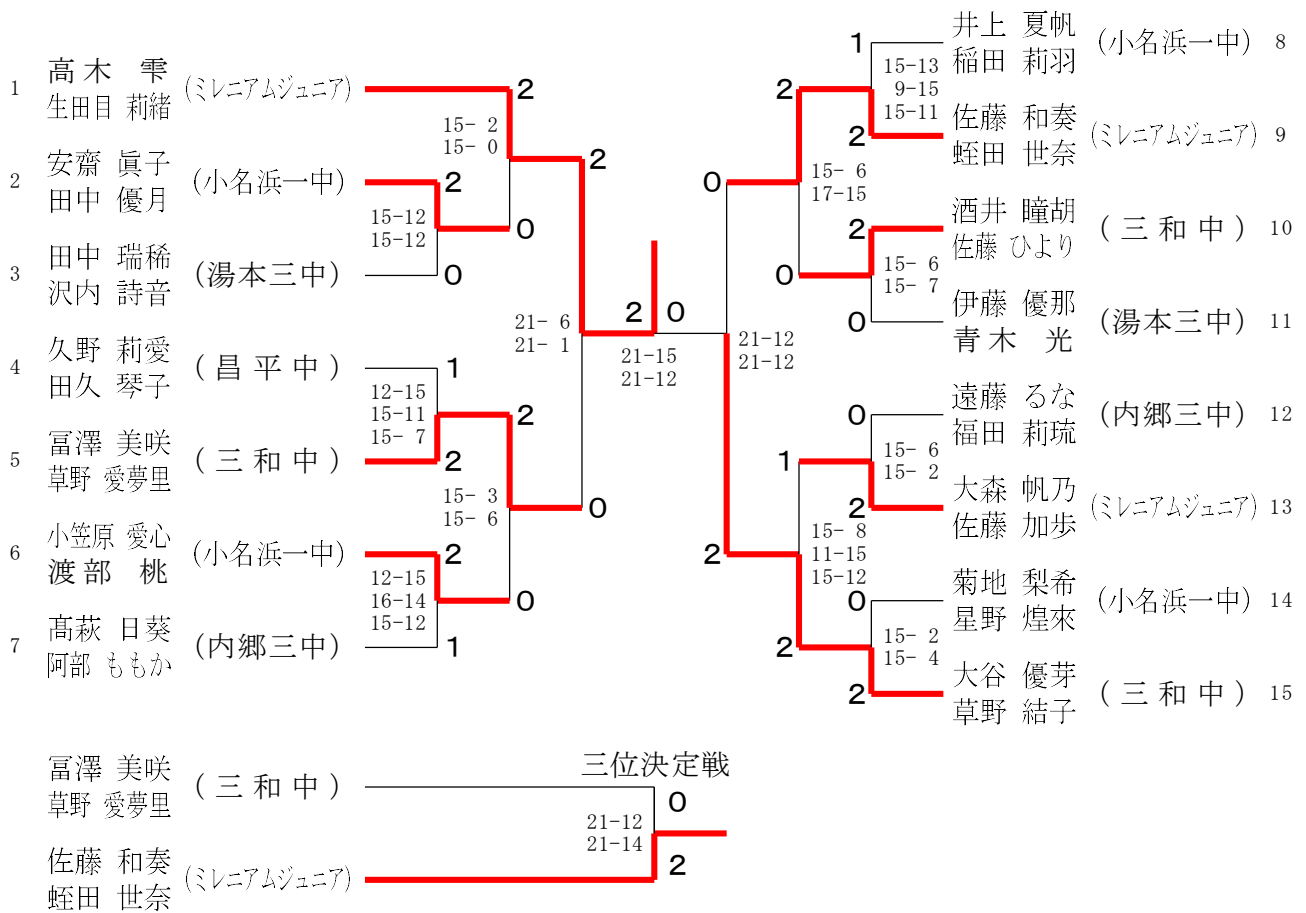 1 高木 雫 (ミレニアムジュニア)
生田目 莉緒
2
15- 2
15- 0
2
2 安齋 眞子 (小名浜一中)
田中 優月
2
15-12
15-12
0
3 田中 瑞稀 (湯本三中)
沢内 詩音
0
21- 6
21- 1
4 久野 莉愛 (昌平中)
田久 琴子
1
12-15
15-11
15- 7
2
5 冨澤 美咲 (三和中)
草野 愛夢里
2
15- 3
15- 6
0
6 小笠原 愛心 (小名浜一中)
渡部 桃
2
12-15
16-14
15-12
0
7 髙萩 日葵 (内郷三中)
阿部 ももか
1
2 0
21-15
21-12
井上 夏帆 (小名浜一中) 8
稲田 莉羽
1
15-13
9-15
15-11
2
佐藤 和奏 (ミレニアムジュニア) 9
蛭田 世奈
2
0
15- 6
17-15
酒井 瞳胡 (三和中) 10
佐藤 ひより
2
15- 6
15- 7
0
伊藤 優那 (湯本三中) 11
青木 光
0
21-12
21-12
遠藤 るな (内郷三中) 12
福田 莉琉
0
15- 6
15- 2
1
大森 帆乃 (ミレニアムジュニア) 13
佐藤 加歩
2
15- 8
11-15
15-12
2
菊地 梨希 (小名浜一中) 14
星野 煌來
0
15- 2
15- 4
2
大谷 優芽 (三和中) 15
草野 結子
2
三位決定戦
冨澤 美咲 (三和中)
草野 愛夢里
0
21-12
21-14
佐藤 和奏 (ミレニアムジュニア)
蛭田 世奈
2